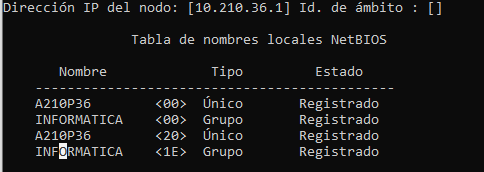 Dirección IP del nodo: [10.210.36.1] Id. de ámbito : []
Tabla de nombres locales NetBIOS
Nombre Tipo Estado
---------------------------------------------
A210P36 <00> Único Registrado
INFORMATICA <00> Grupo Registrado
A210P36 <20> Único Registrado
INFORMATICA <1E> Grupo Registrado